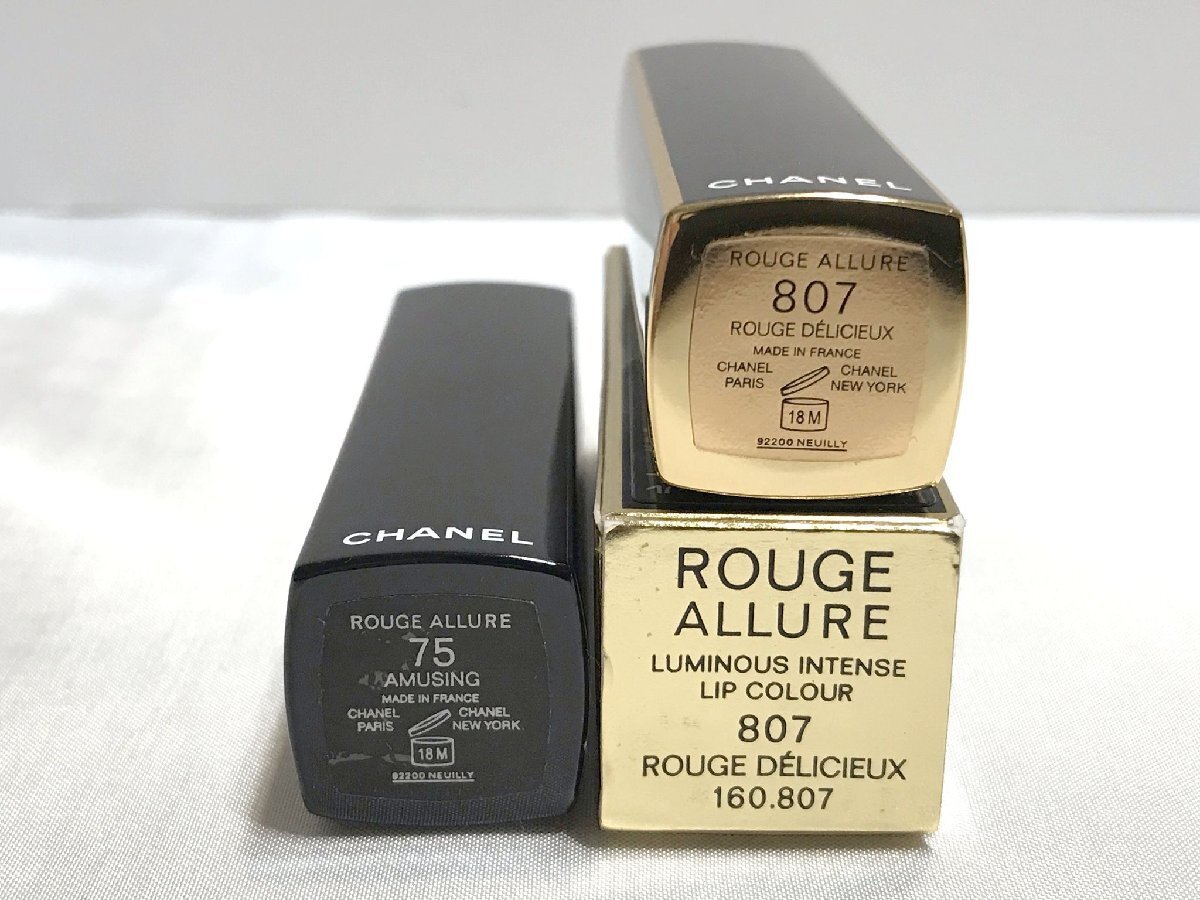 CHANEL
ROUGE ALLURE
807
ROUGE DÉLICIEUX
MADE IN FRANCE
CHANEL PARIS
CHANEL NEW YORK
18 M
92200 NEUILLY
CHANEL
ROUGE ALLURE
75
AMUSING
MADE IN FRANCE
CHANEL PARIS
CHANEL NEW YORK
18 M
92200 NEUILLY
ROUGE
ALLURE
LUMINOUS INTENSE
LIP COLOUR
807
ROUGE DÉLICIEUX
160.807